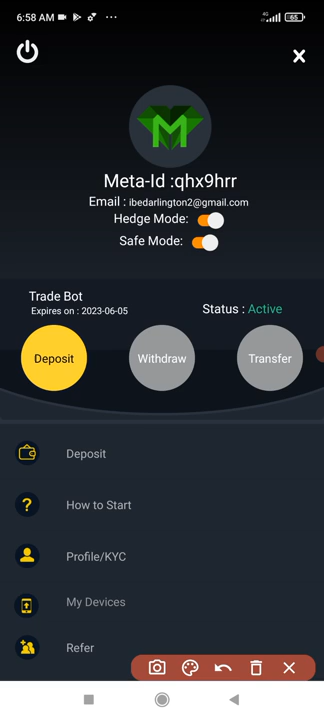 6:58 AM
4G
65
M
Meta-Id :qhx9hrr
Email : ibedarlington2@gmail.com
Hedge Mode:
Safe Mode:
Trade Bot
Expires on : 2023-06-05
Status : Active
Deposit
Withdraw
Transfer
Deposit
How to Start
Profile/KYC
My Devices
Refer